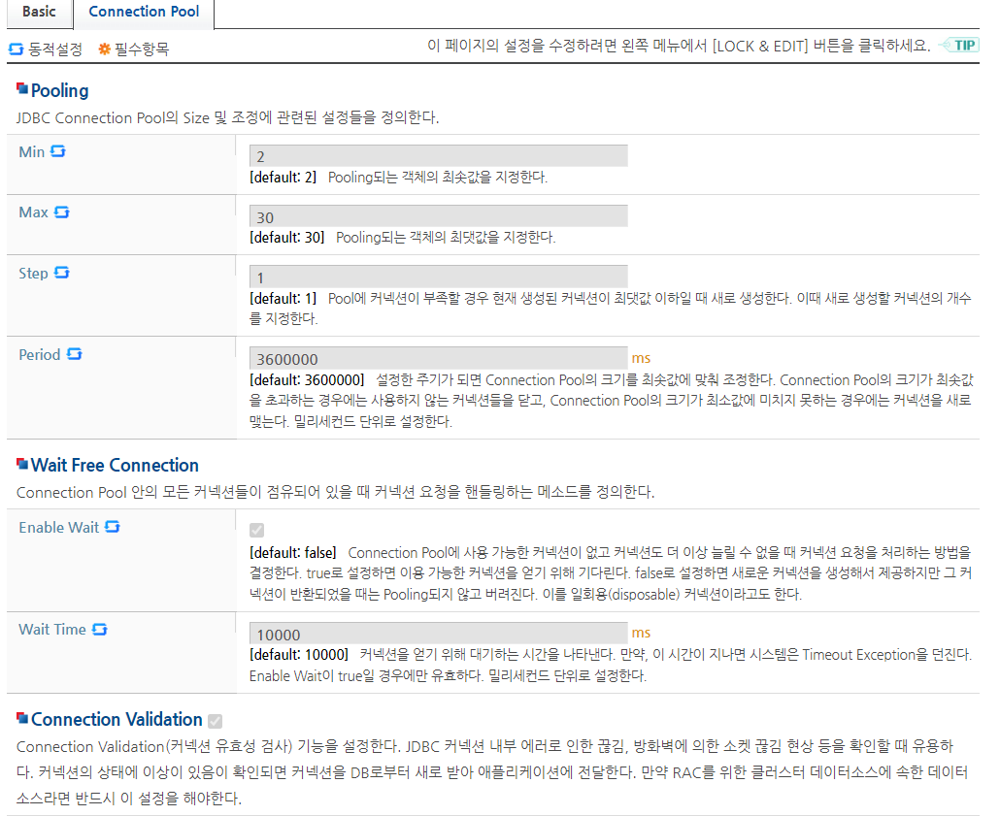 Basic Connection Pool
동적설정 필수항목 이 페이지의 설정을 수정하려면 왼쪽 메뉴에서 [LOCK & EDIT] 버튼을 클릭하세요. TIP
Pooling
JDBC Connection Pool의 Size 및 조정에 관련된 설정들을 정의한다.
Min 2
[default: 2] Pooling되는 객체의 최솟값을 지정한다.
Max 30
[default: 30] Pooling되는 객체의 최댓값을 지정한다.
Step 1
[default: 1] Pool에 커넥션이 부족할 경우 현재 생성된 커넥션이 최댓값 이하일 때 새로 생성한다. 이때 새로 생성할 커넥션의 개수
를 지정한다.
Period 3600000 ms
[default: 3600000] 설정한 주기가 되면 Connection Pool의 크기를 최솟값에 맞춰 조정한다. Connection Pool의 크기가 최솟값
을 초과하는 경우에는 사용하지 않는 커넥션들을 닫고, Connection Pool의 크기가 최소값에 미치지 못하는 경우에는 커넥션을 새로
맺는다. 밀리세컨드 단위로 설정한다.
Wait Free Connection
Connection Pool 안의 모든 커넥션들이 점유되어 있을 때 커넥션 요청을 핸들링하는 메소드를 정의한다.
Enable Wait
[default: false] Connection Pool에 사용 가능한 커넥션이 없고 커넥션도 더 이상 늘릴 수 없을 때 커넥션 요청을 처리하는 방법을
결정한다. true로 설정하면 이용 가능한 커넥션을 얻기 위해 기다린다. false로 설정하면 새로운 커넥션을 생성해서 제공하지만 그 커
넥션이 반환되었을 때는 Pooling되지 않고 버려진다. 이를 일회용(disposable) 커넥션이라고도 한다.
Wait Time 10000 ms
[default: 10000] 커넥션을 얻기 위해 대기하는 시간을 나타낸다. 만약, 이 시간이 지나면 시스템은 Timeout Exception을 던진다.
Enable Wait이 true일 경우에만 유효하다. 밀리세컨드 단위로 설정한다.
Connection Validation
Connection Validation(커넥션 유효성 검사) 기능을 설정한다. JDBC 커넥션 내부 에러로 인한 끊김, 방화벽에 의한 소켓 끊김 현상 등을 확인할 때 유용하
다. 커넥션의 상태에 이상이 있음이 확인되면 커넥션을 DB로부터 새로 받아 애플리케이션에 전달한다. 만약 RAC를 위한 클러스터 데이터소스에 속한 데이터
소스라면 반드시 이 설정을 해야한다.